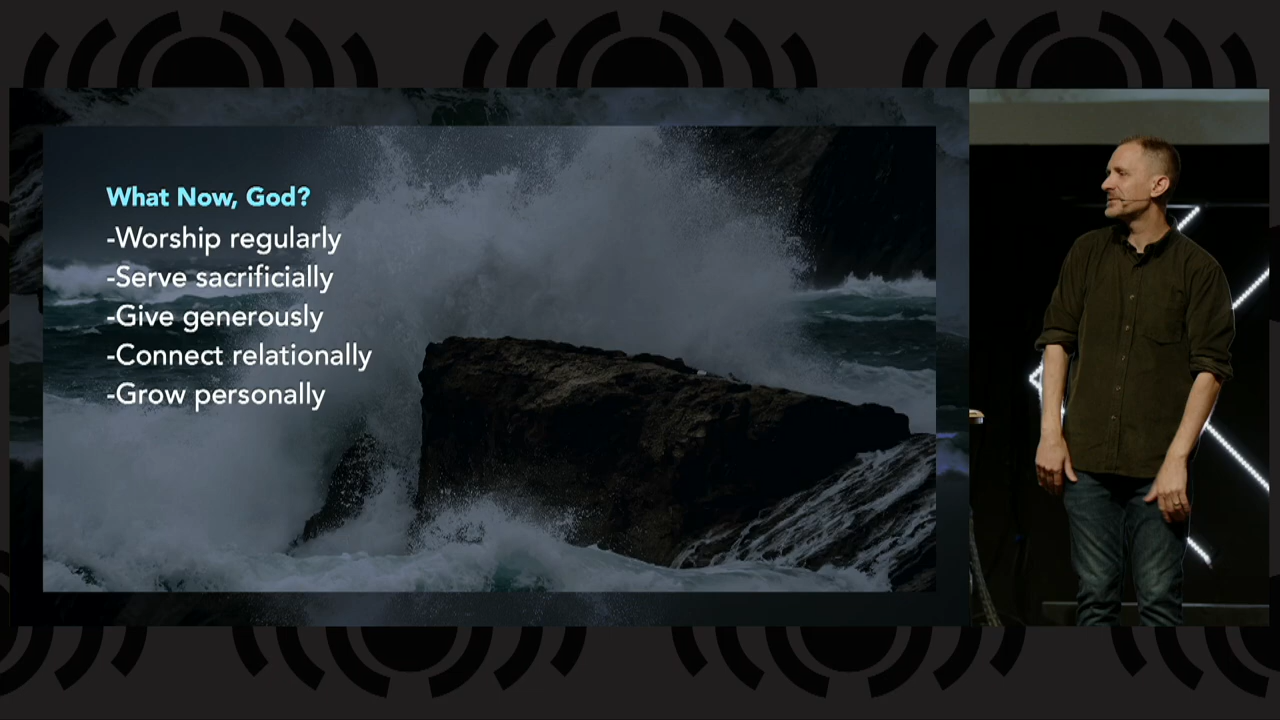 What Now, God?
-Worship regularly
-Serve sacrificially
-Give generously
-Connect relationally
-Grow personally